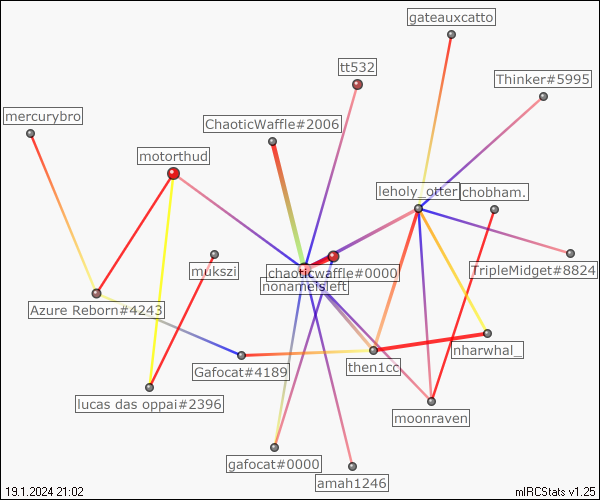 gateauxcatto
tt532
Thinker#5995
mercurybro
ChaoticWaffle#2006
motorthud
leholy_otter
chobham.
mukszi
chaoticwaffle#0000
TripleMidget#8824
nonameisleft
Azure Reborn#4243
nharwhal_
Gafocat#4189
then1cc
lucas das oppai#2396
moonraven
gafocat#0000
amah1246
19.1.2024 21:02
mIRCStats v1.25